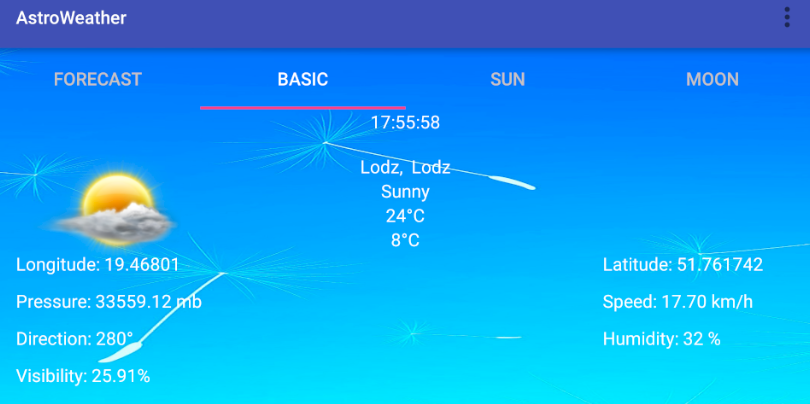 AstroWeather
FORECAST BASIC SUN MOON
17:55:58
Lodz, Lodz
Sunny
24°C
8°C
Longitude: 19.46801 Latitude: 51.761742
Pressure: 33559.12 mb Speed: 17.70 km/h
Direction: 280° Humidity: 32 %
Visibility: 25.91%